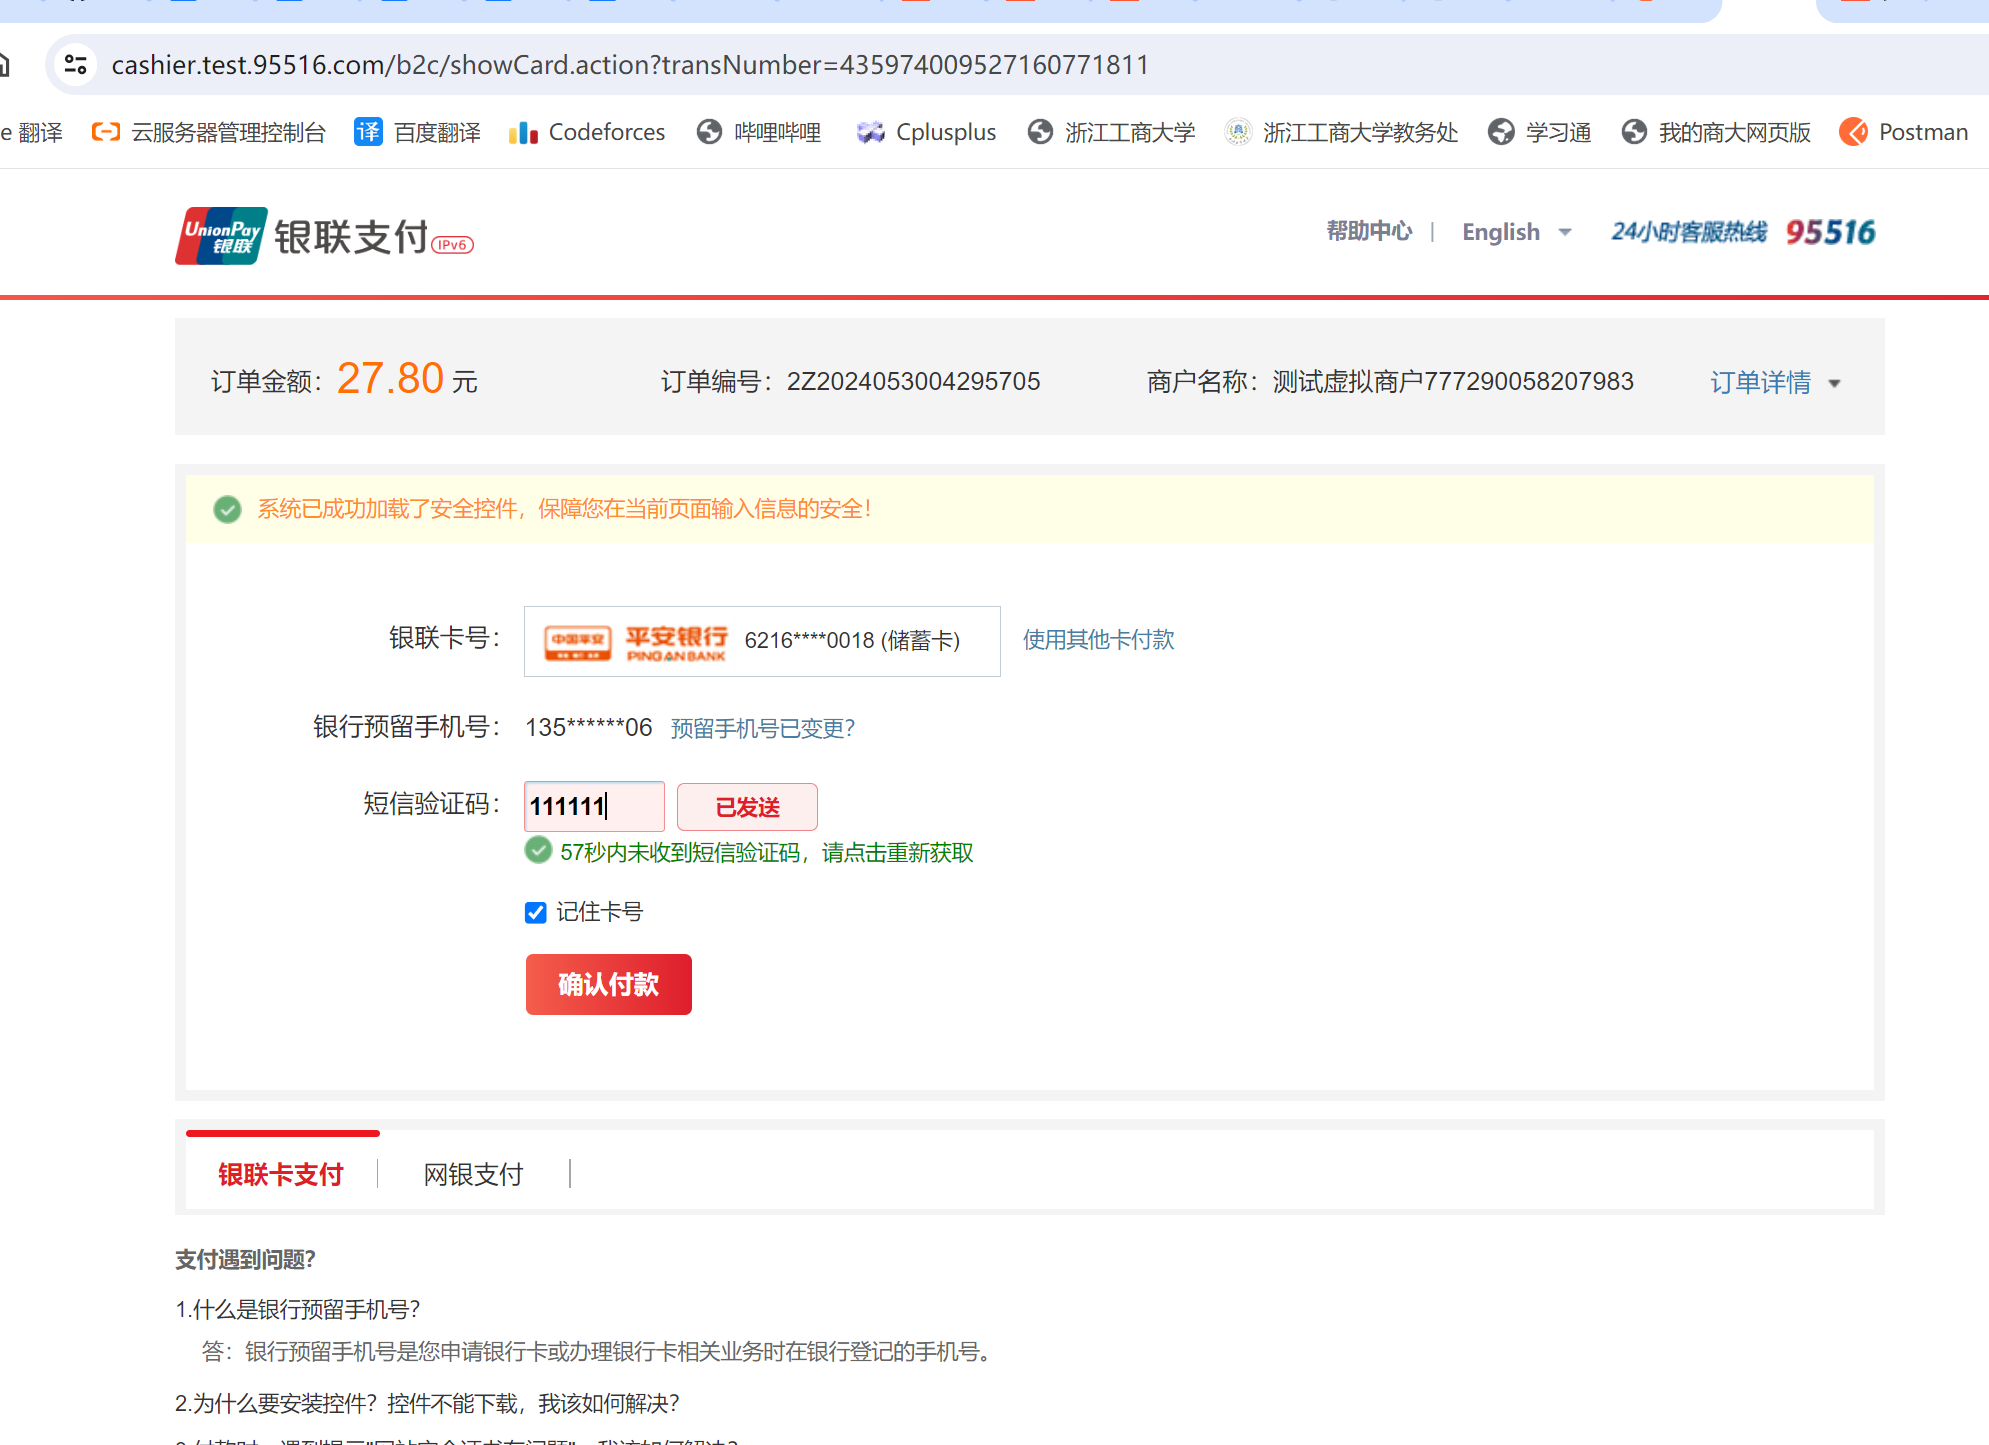 cashier.test.95516.com/b2c/showCard.action?transNumber=435974009527160771811
e 翻译 云服务器管理控制台 译 百度翻译 Codeforces 哔哩哔哩 Cplusplus 浙江工商大学 浙江工商大学教务处 学习通 我的商大网页版 Postman
UnionPay 银联 银联支付 IPv6 帮助中心 | English 24小时客服热线 95516
订单金额：27.80 元 订单编号：2Z2024053004295705 商户名称：测试虚拟商户777290058207983 订单详情
系统已成功加载了安全控件，保障您在当前页面输入信息的安全！
银联卡号： 中国平安 平安银行 PING AN BANK 6216****0018 (储蓄卡) 使用其他卡付款
银行预留手机号： 135******06 预留手机号已变更？
短信验证码： 111111 已发送
57秒内未收到短信验证码，请点击重新获取
记住卡号
确认付款
银联卡支付 网银支付
支付遇到问题？
1.什么是银行预留手机号？
答：银行预留手机号是您申请银行卡或办理银行卡相关业务时在银行登记的手机号。
2.为什么要安装控件？控件不能下载，我该如何解决？